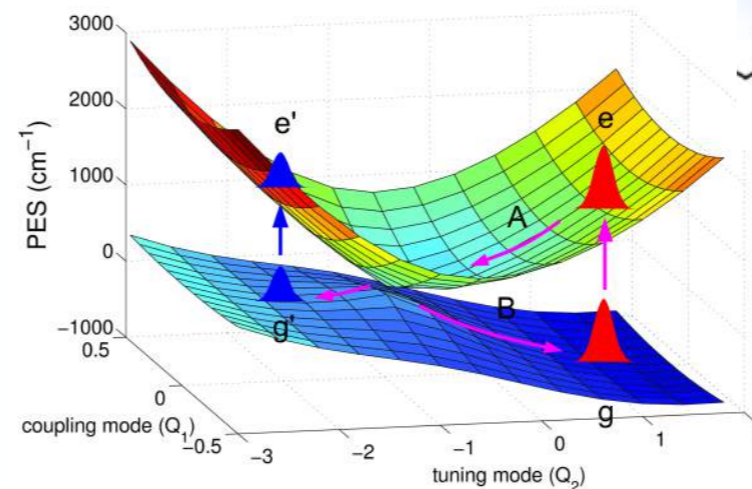 3000
2000
1000
0
−1000
PES (cm⁻¹)
e'
e
A
B
g'
g
0.5
0
−0.5
coupling mode (Q₁)
−3
−2
−1
0
1
tuning mode (Q₂)